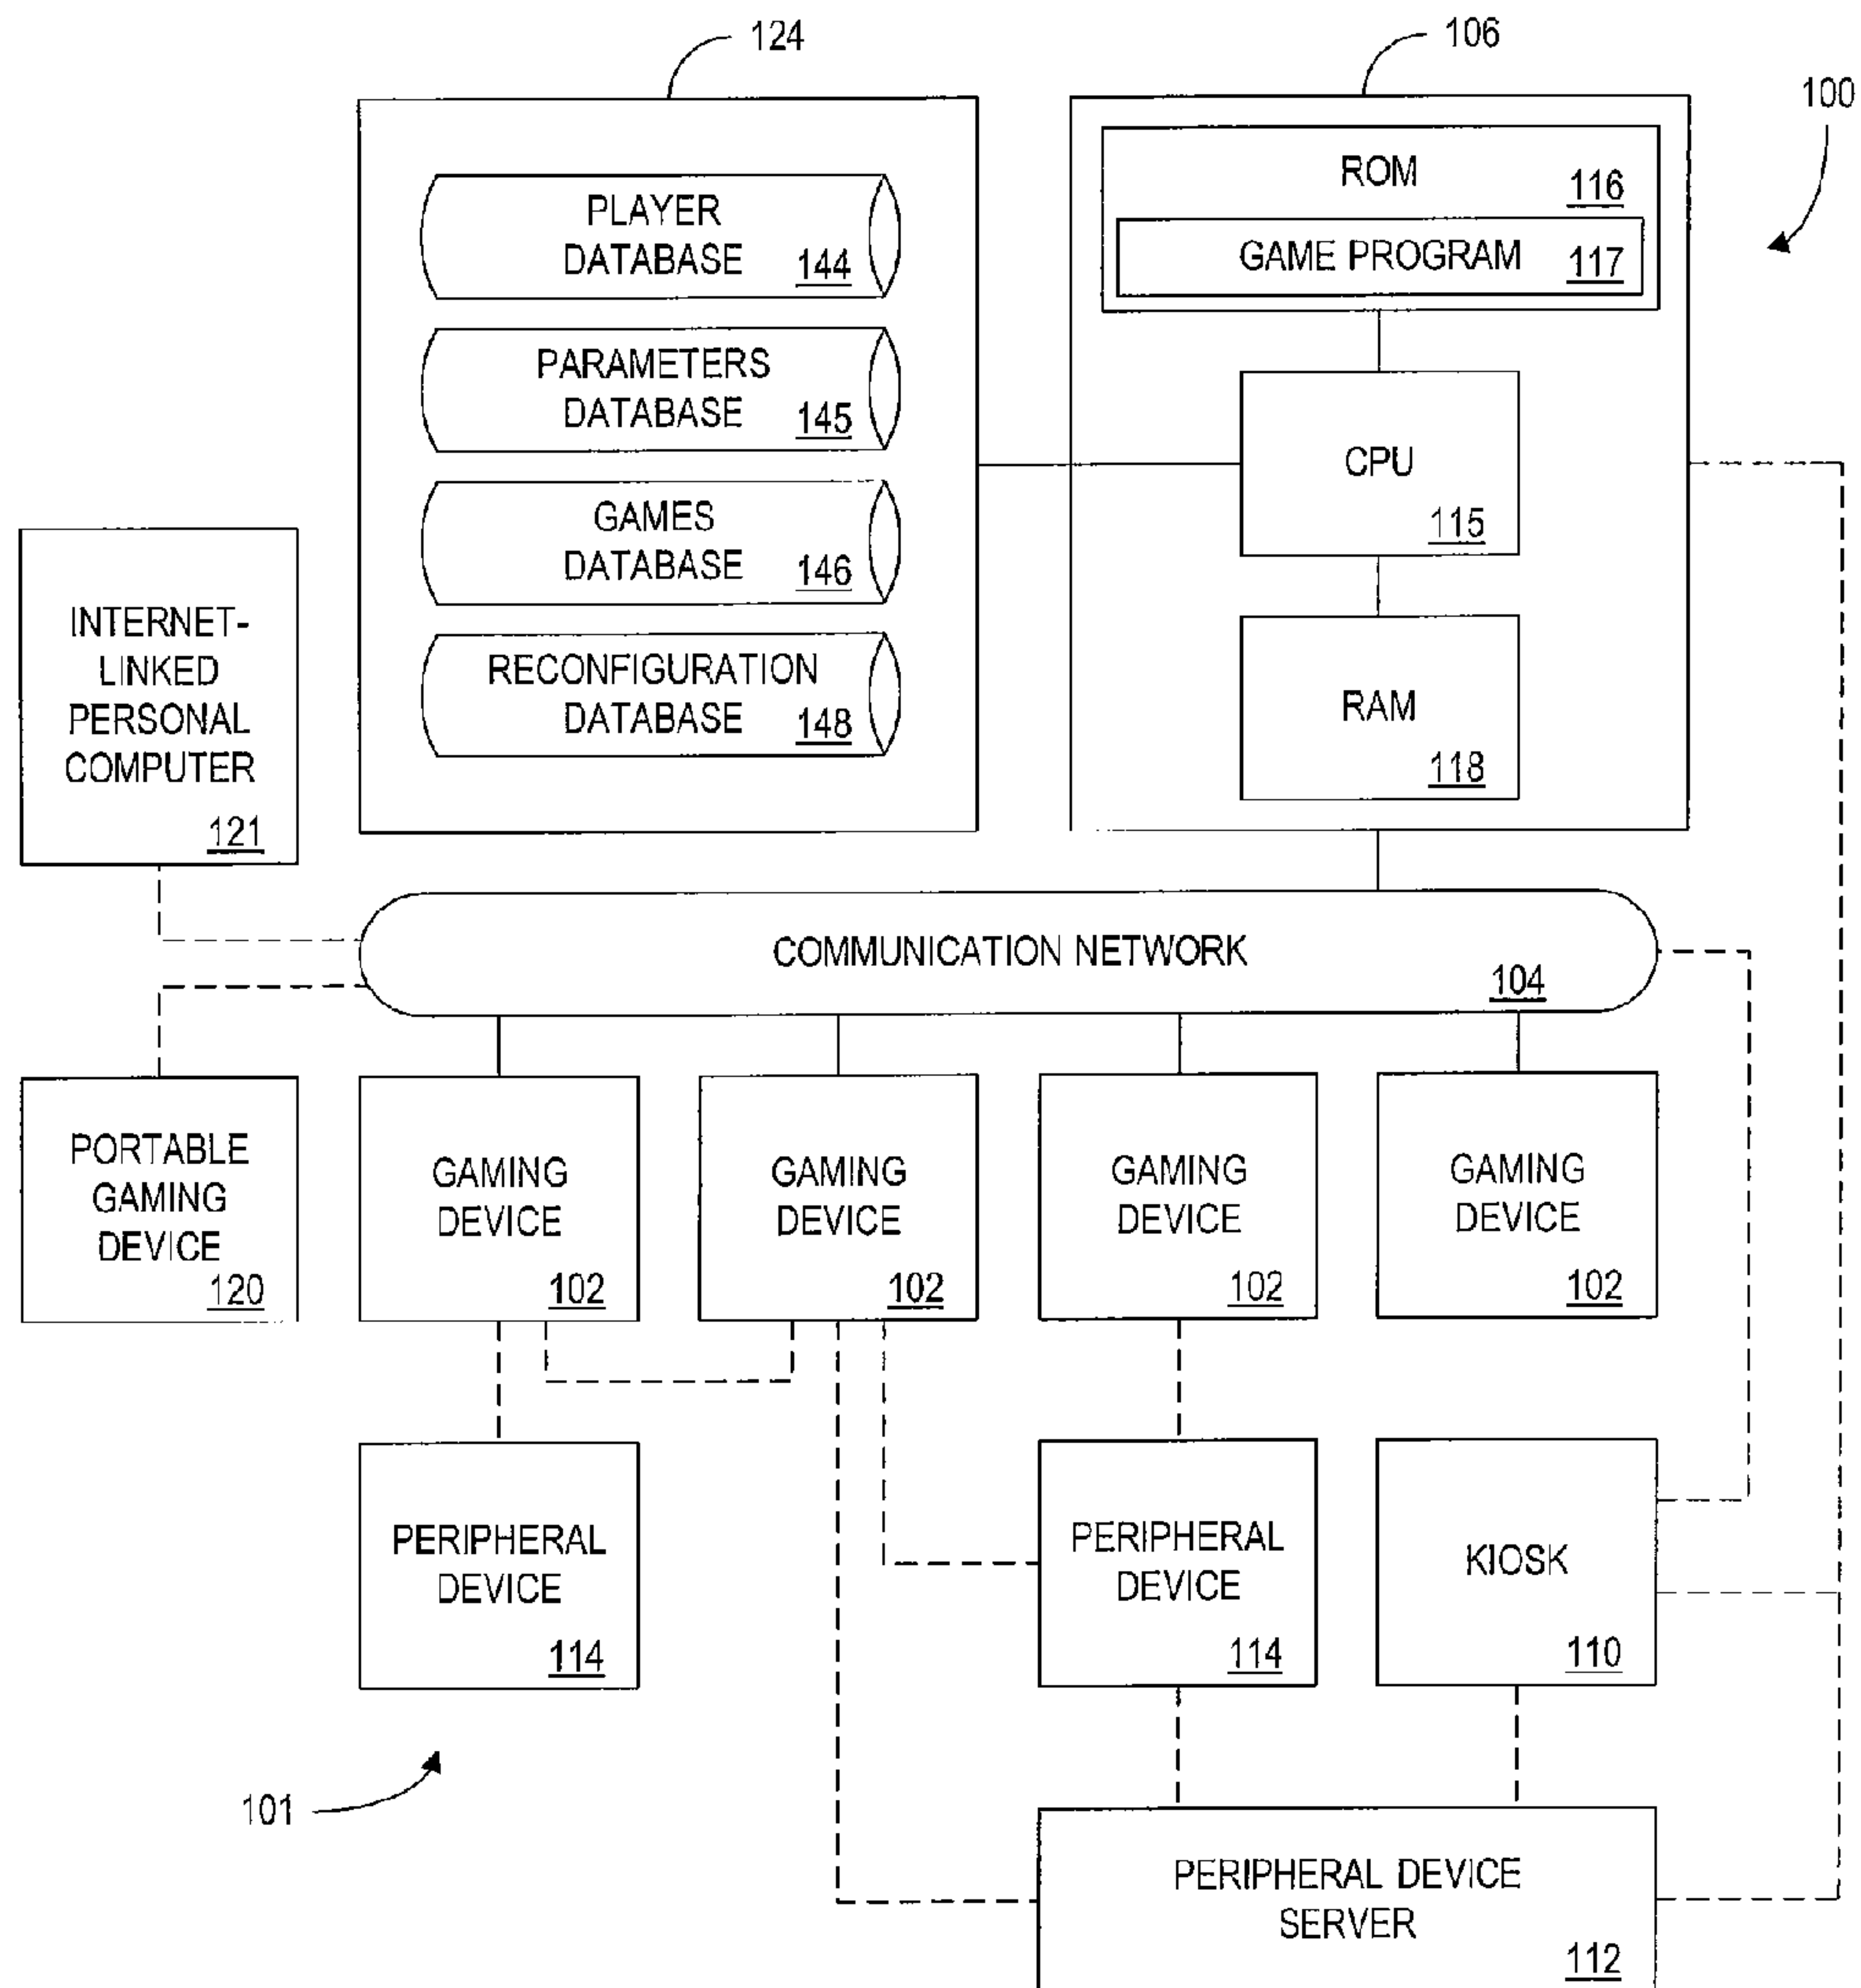 124
106
100
PLAYER
DATABASE
144
PARAMETERS
DATABASE
145
GAMES
DATABASE
146
RECONFIGURATION
DATABASE
148
ROM
116
GAME PROGRAM
117
CPU
115
RAM
118
INTERNET-
LINKED
PERSONAL
COMPUTER
121
COMMUNICATION NETWORK
104
PORTABLE
GAMING
DEVICE
120
GAMING
DEVICE
102
GAMING
DEVICE
102
GAMING
DEVICE
102
GAMING
DEVICE
102
PERIPHERAL
DEVICE
114
PERIPHERAL
DEVICE
114
KIOSK
110
101
PERIPHERAL DEVICE
SERVER
112